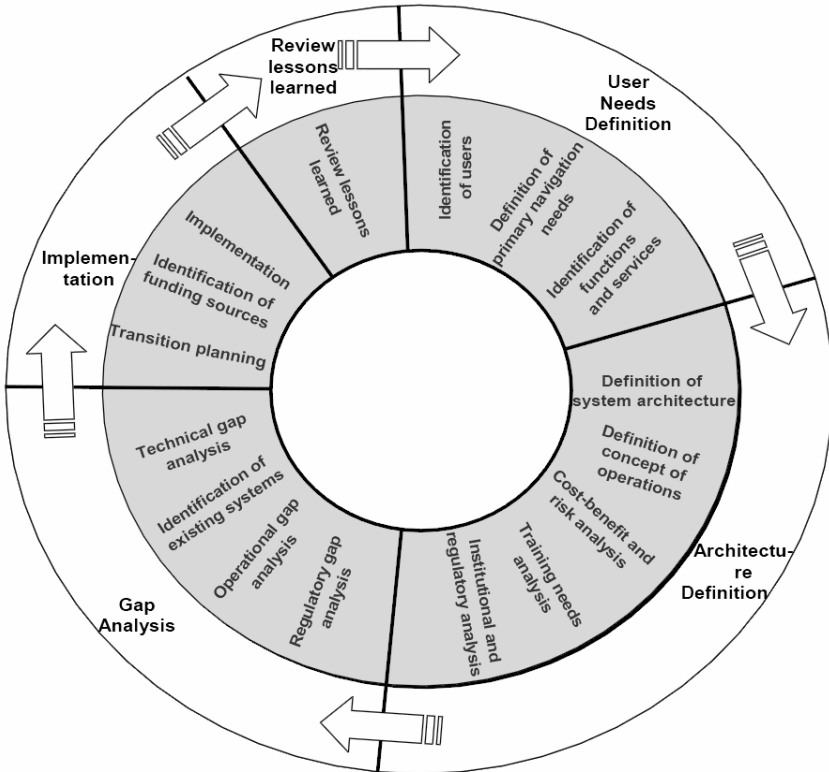 Review
lessons
learned
User
Needs
Definition
Architectu-
re
Definition
Gap
Analysis
Implemen-
tation
Review lessons
learned
Identification
of users
Definition of
primary navigation
needs
Identification of
functions
and services
Definition of
system architecture
Definition of
concept of
operations
Cost-benefit and
risk analysis
Training needs
analysis
Institutional and
regulatory analysis
Regulatory gap
analysis
Operational gap
analysis
Identification of
existing systems
Technical gap
analysis
Transition planning
Identification of
funding sources
Implementation